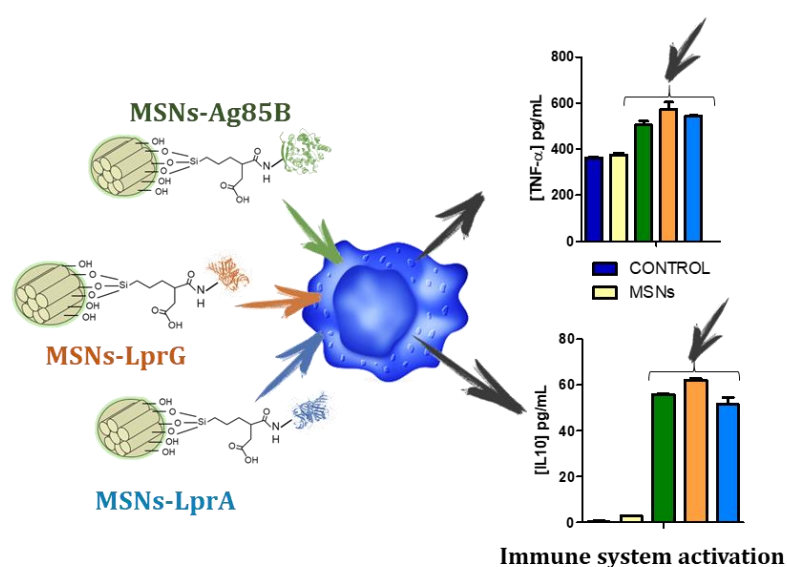 MSNs-Ag85B
OH
O
O Si
O
OH
OH
O
N
H
O
OH
MSNs-LprG
OH
O
O Si
O
OH
OH
O
N
H
O
OH
MSNs-LprA
OH
O
O Si
O
OH
OH
O
N
H
O
OH
[TNF-α] pg/mL
800
600
400
200
0
CONTROL
MSNs
[IL10] pg/mL
80
60
40
20
0
Immune system activation